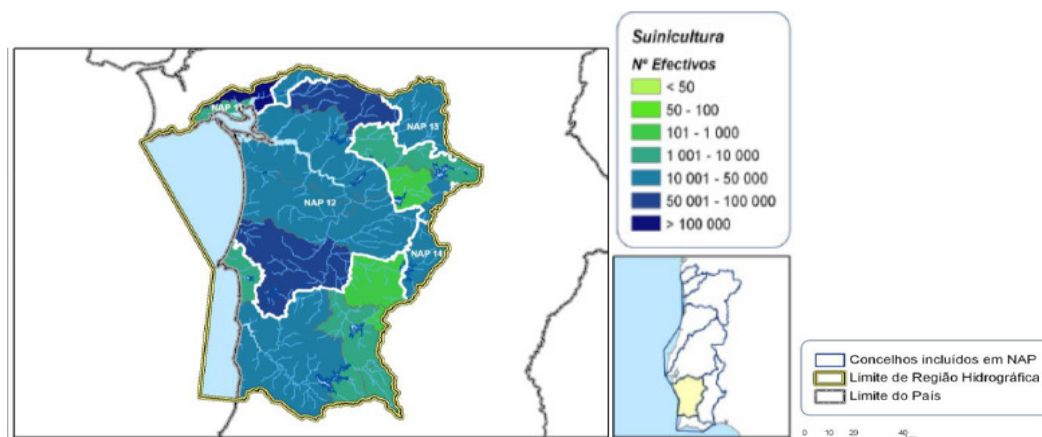 Suinicultura
Nº Efectivos
< 50
50 - 100
101 - 1 000
1 001 - 10 000
10 001 - 50 000
50 001 - 100 000
> 100 000
NAP 1
NAP 13
NAP 12
NAP 14
Concelhos incluídos em NAP
Limite de Região Hidrográfica
Limite do País
0 10 20 40